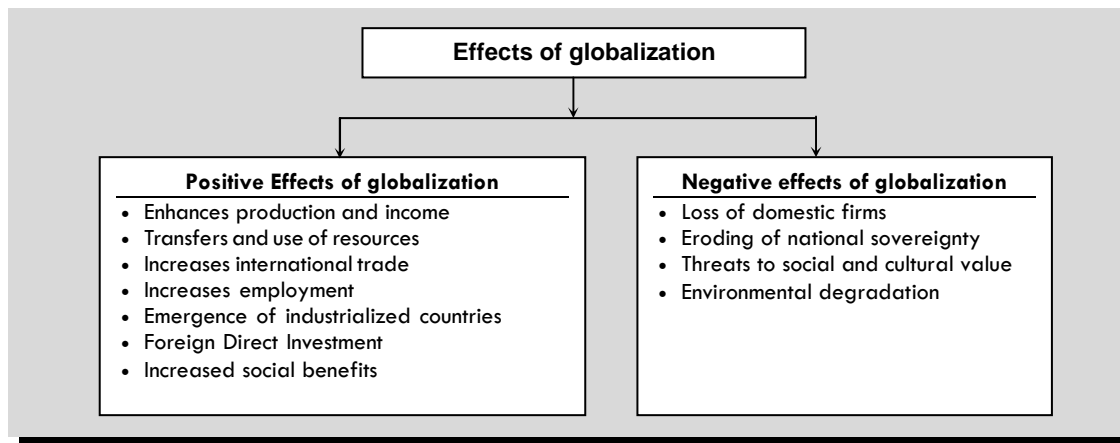 Effects of globalization
Positive Effects of globalization
• Enhances production and income
• Transfers and use of resources
• Increases international trade
• Increases employment
• Emergence of industrialized countries
• Foreign Direct Investment
• Increased social benefits
Negative effects of globalization
• Loss of domestic firms
• Eroding of national sovereignty
• Threats to social and cultural value
• Environmental degradation